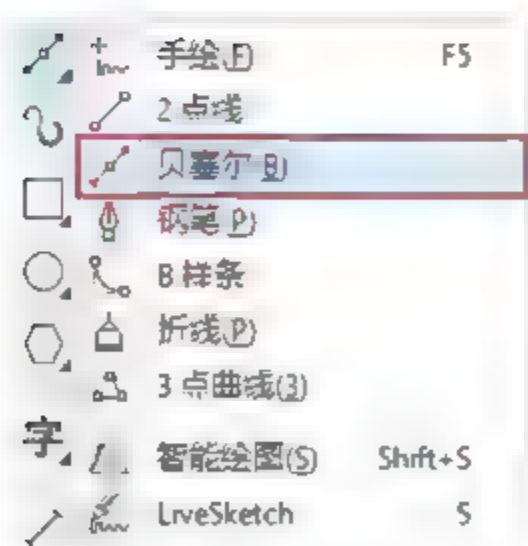 手绘(F) F5
2 点线
贝塞尔(B)
钢笔(P)
B 样条
折线(P)
3 点曲线(3)
字
智能绘图(S) Shift+S
LiveSketch S